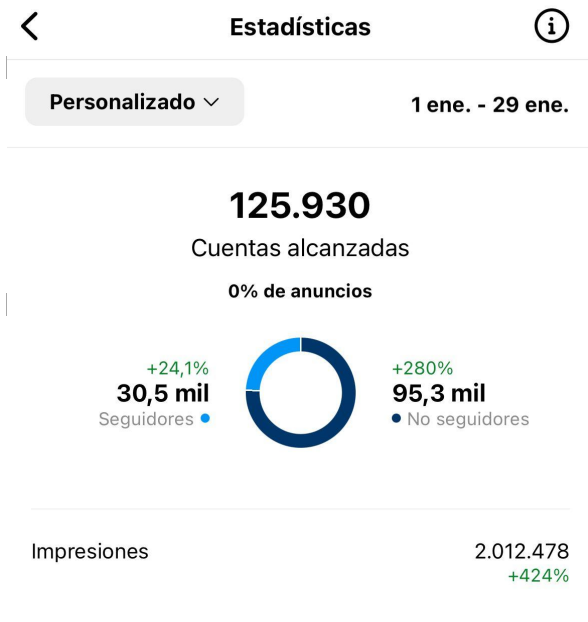 Estadísticas
Personalizado
1 ene. - 29 ene.
125.930
Cuentas alcanzadas
0% de anuncios
+24,1%
30,5 mil
Seguidores
+280%
95,3 mil
No seguidores
Impresiones
2.012.478
+424%